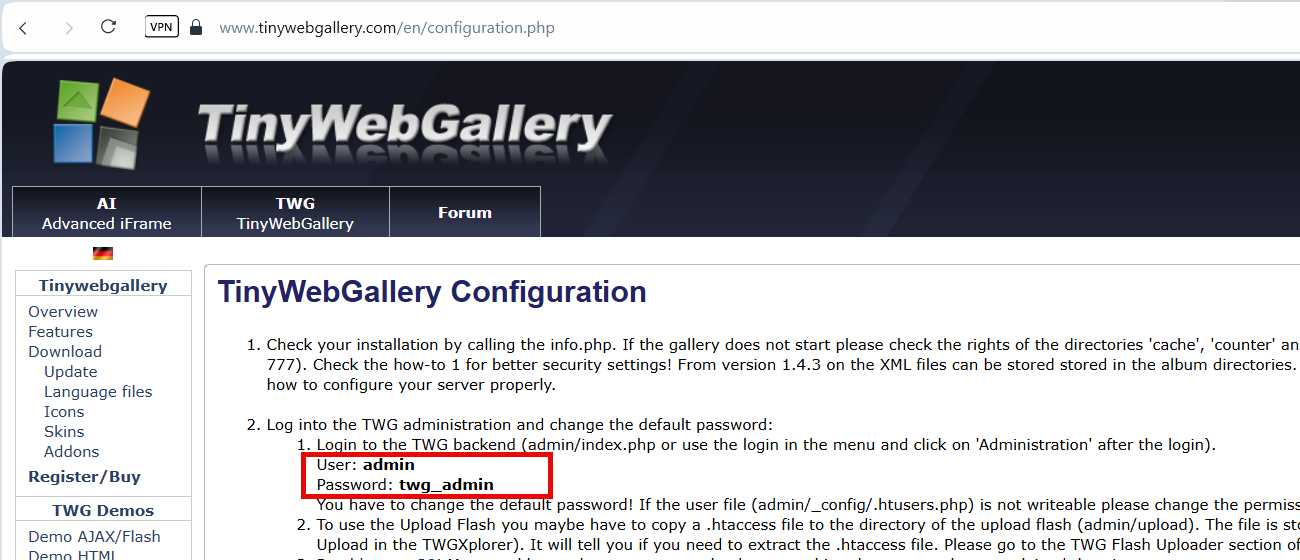 VPN
www.tinywebgallery.com/en/configuration.php
TinyWebGallery
AI
Advanced iFrame
TWG
TinyWebGallery
Forum
Tinywebgallery
Overview
Features
Download
Update
Language files
Icons
Skins
Addons
Register/Buy
TWG Demos
Demo AJAX/Flash
Demo HTML
TinyWebGallery Configuration
1. Check your installation by calling the info.php. If the gallery does not start please check the rights of the directories 'cache', 'counter' an
777). Check the how-to 1 for better security settings! From version 1.4.3 on the XML files can be stored stored in the album directories.
how to configure your server properly.
2. Log into the TWG administration and change the default password:
1. Login to the TWG backend (admin/index.php or use the login in the menu and click on 'Administration' after the login).
User: admin
Password: twg_admin
You have to change the default password! If the user file (admin/_config/.htusers.php) is not writeable please change the permiss
2. To use the Upload Flash you maybe have to copy a .htaccess file to the directory of the upload flash (admin/upload). The file is sto
Upload in the TWGXplorer). It will tell you if you need to extract the .htaccess file. Please go to the TWG Flash Uploader section of